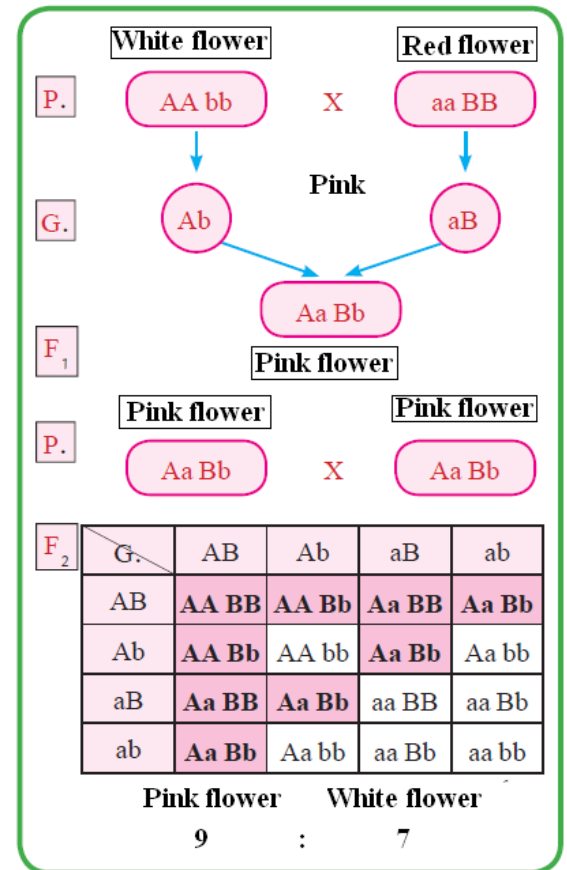 White flower Red flower
P. AA bb X aa BB
Pink
G. Ab aB
Aa Bb
F1
Pink flower
Pink flower Pink flower
P. Aa Bb X Aa Bb
F2 G. AB Ab aB ab
AB AA BB AA Bb Aa BB Aa Bb
Ab AA Bb AA bb Aa Bb Aa bb
aB Aa BB Aa Bb aa BB aa Bb
ab Aa Bb Aa bb aa Bb aa bb
Pink flower White flower
9 : 7